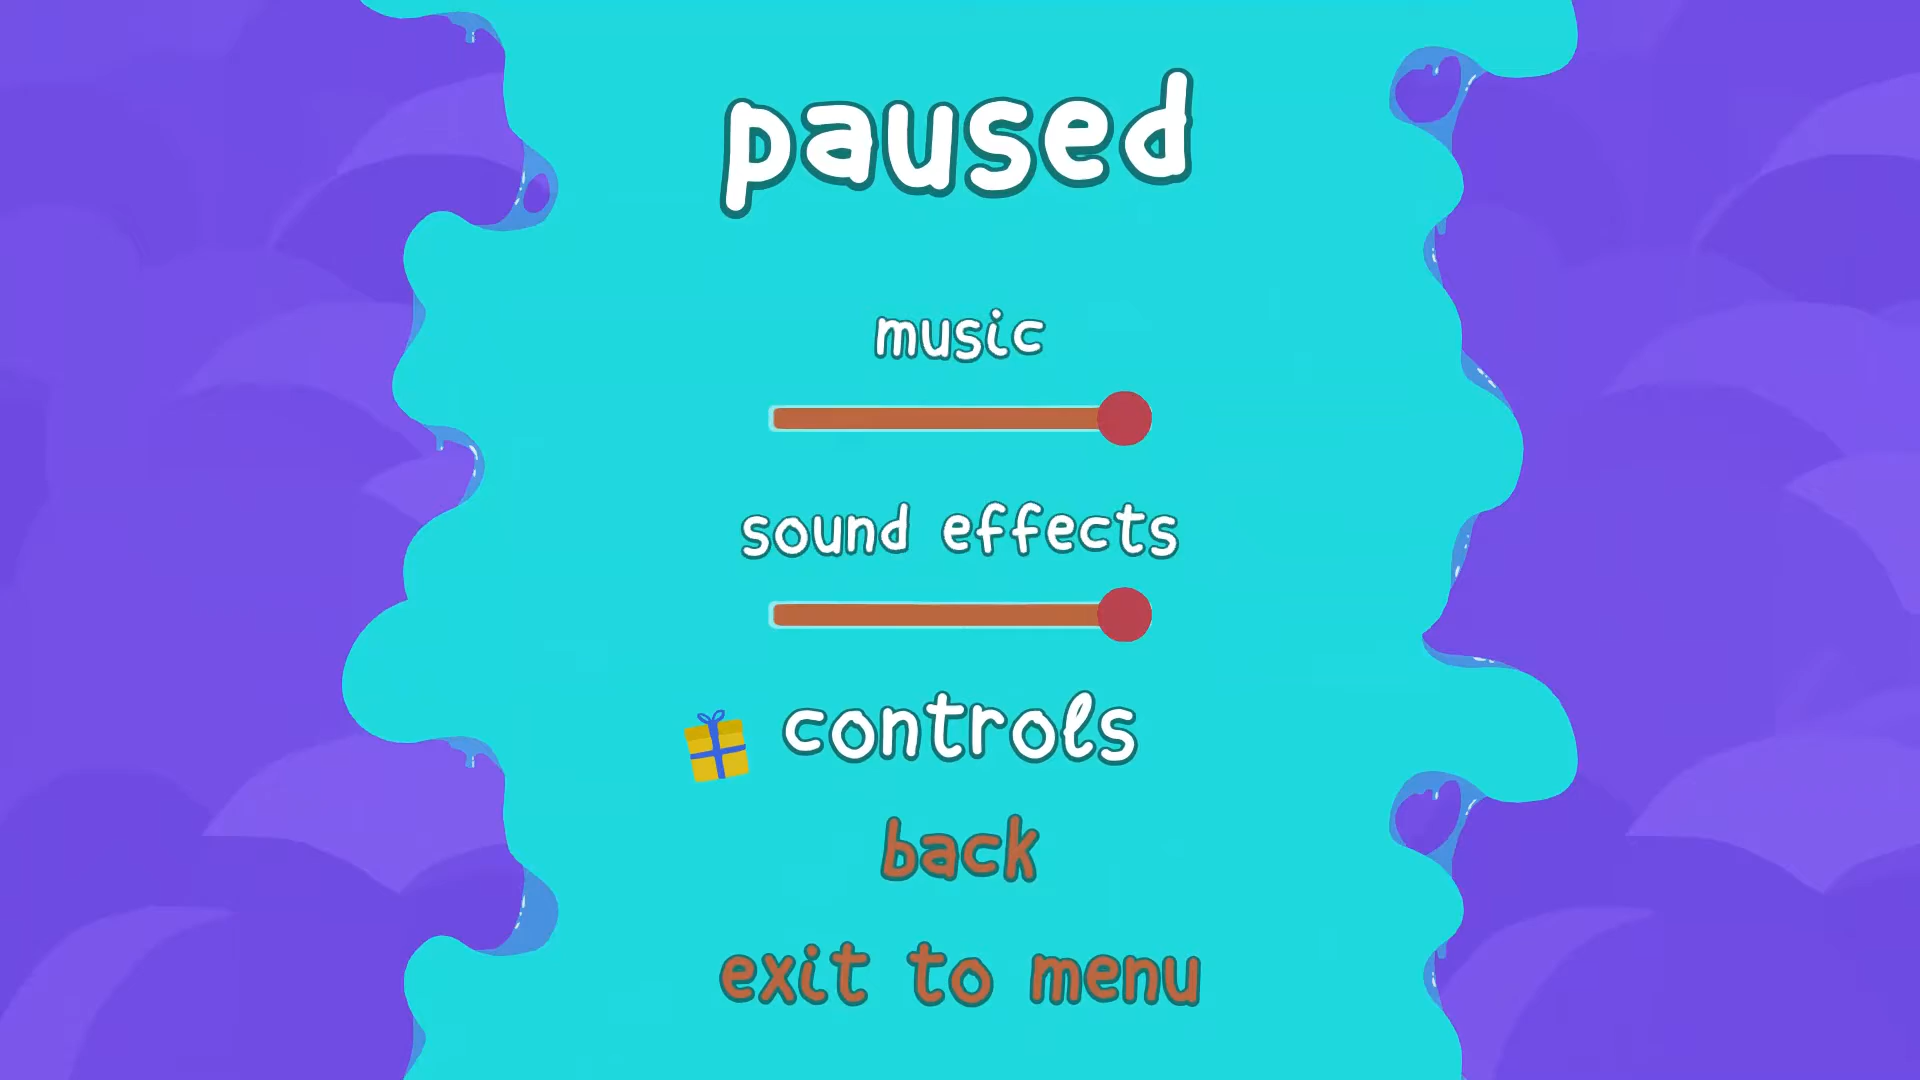 paused
music
sound effects
controls
back
exit to menu